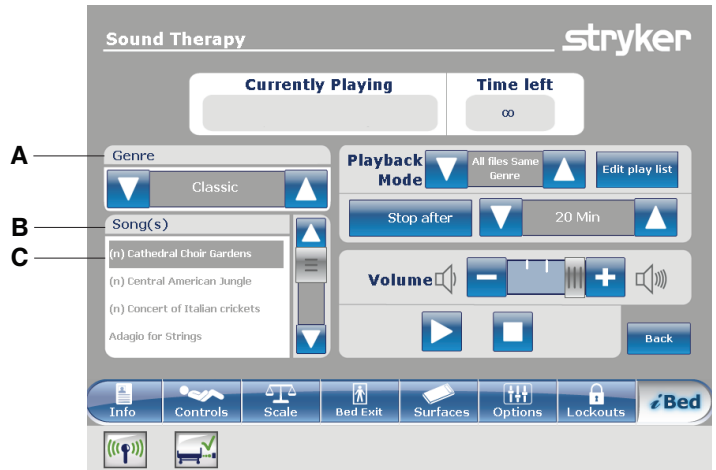 Sound Therapy
stryker
Currently Playing
Time left
∞
A
Genre
Classic
B
Song(s)
C
(n) Cathedral Choir Gardens
(n) Central American Jungle
(n) Concert of Italian crickets
Adagio for Strings
Playback
Mode
All files Same
Genre
Edit play list
Stop after
20 Min
Volume
Back
Info
Controls
Scale
Bed Exit
Surfaces
Options
Lockouts
iBed